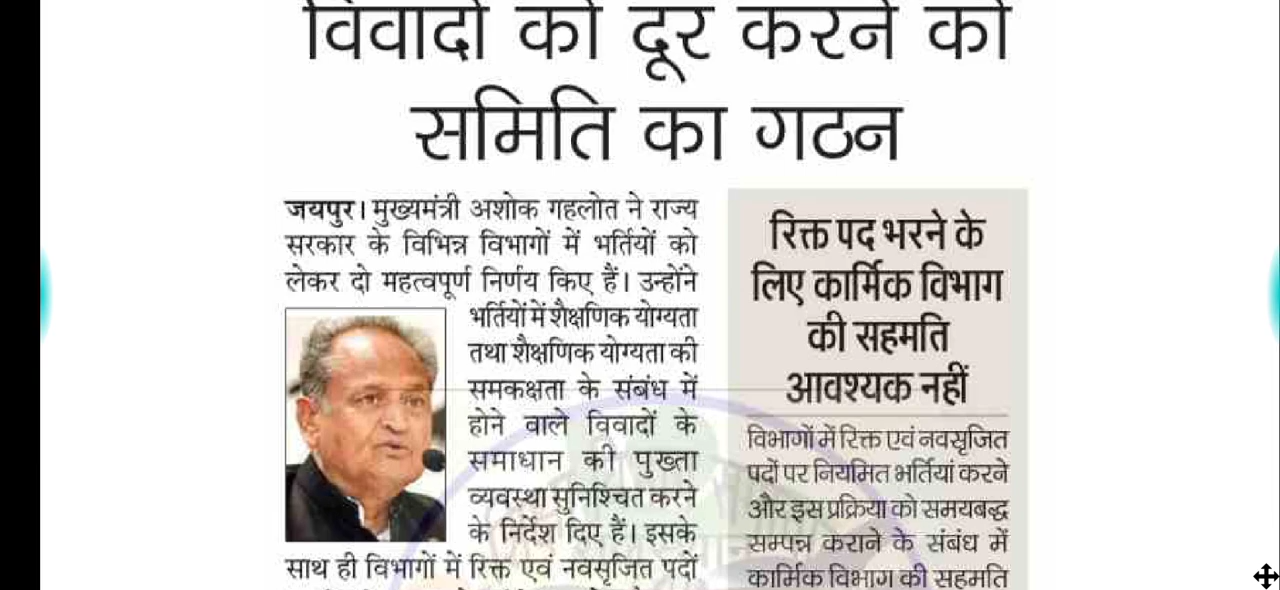 विवादों को दूर करने को
समिति का गठन
जयपुर। मुख्यमंत्री अशोक गहलोत ने राज्य
सरकार के विभिन्न विभागों में भर्तियों को
लेकर दो महत्वपूर्ण निर्णय किए हैं। उन्होंने
भर्तियों में शैक्षणिक योग्यता
तथा शैक्षणिक योग्यता की
समकक्षता के संबंध में
होने वाले विवादों के
समाधान की पुख्ता
व्यवस्था सुनिश्चित करने
के निर्देश दिए हैं। इसके
साथ ही विभागों में रिक्त एवं नवसृजित पदों
रिक्त पद भरने के
लिए कार्मिक विभाग
की सहमति
आवश्यक नहीं
विभागों में रिक्त एवं नवसृजित
पदों पर नियमित भर्तियां करने
और इस प्रक्रिया को समयबद्ध
सम्पन्न कराने के संबंध में
कार्मिक विभाग की सहमति